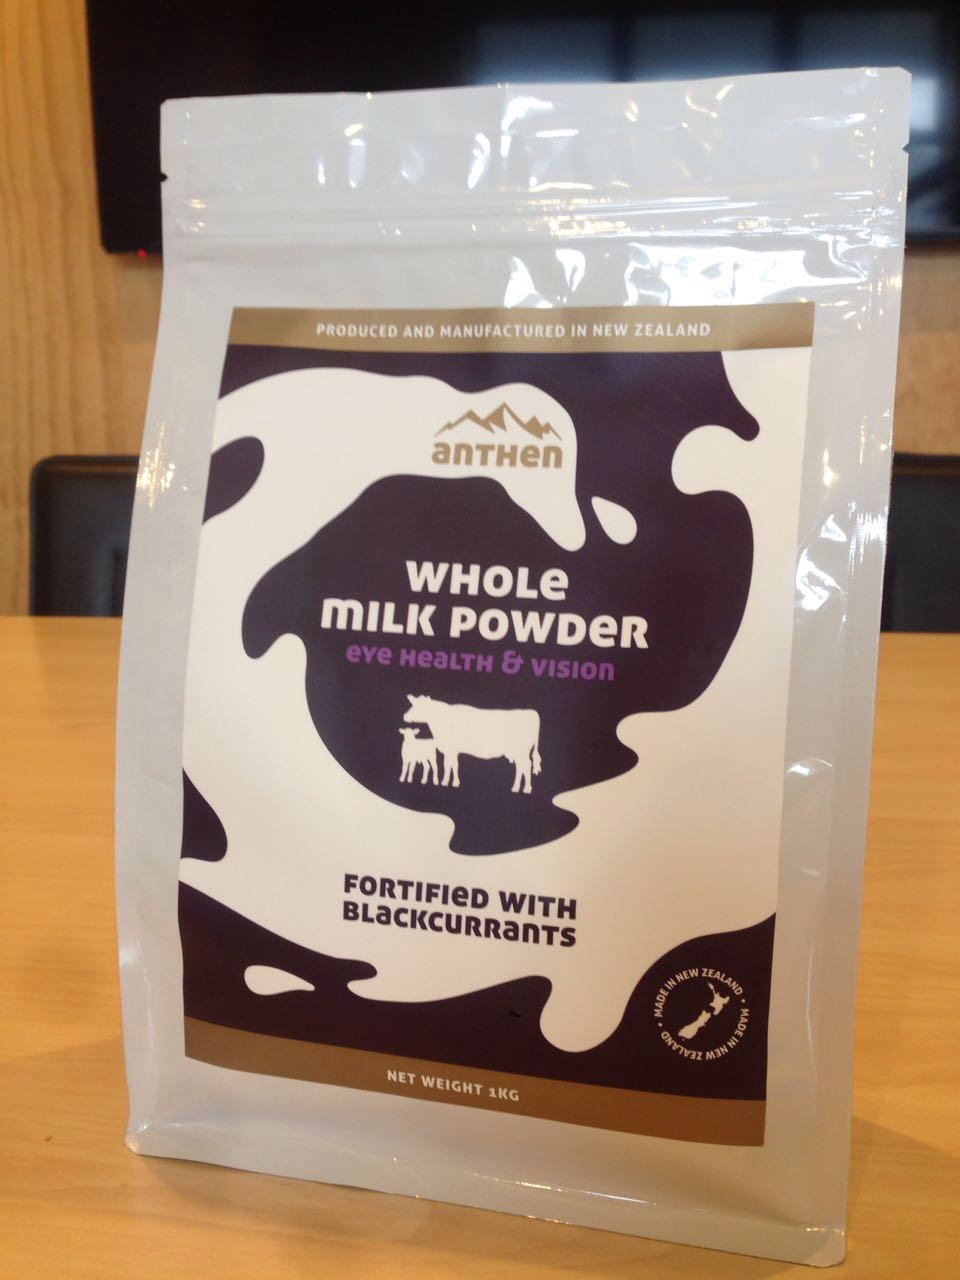 PRODUCED AND MANUFACTURED IN NEW ZEALAND
ANTHEN
WHOLE
MILK POWDER
EYE HEALTH & VISION
FORTIFIED WITH
BLACKCURRANTS
MADE IN NEW ZEALAND • MADE IN NEW ZEALAND •
NET WEIGHT 1KG